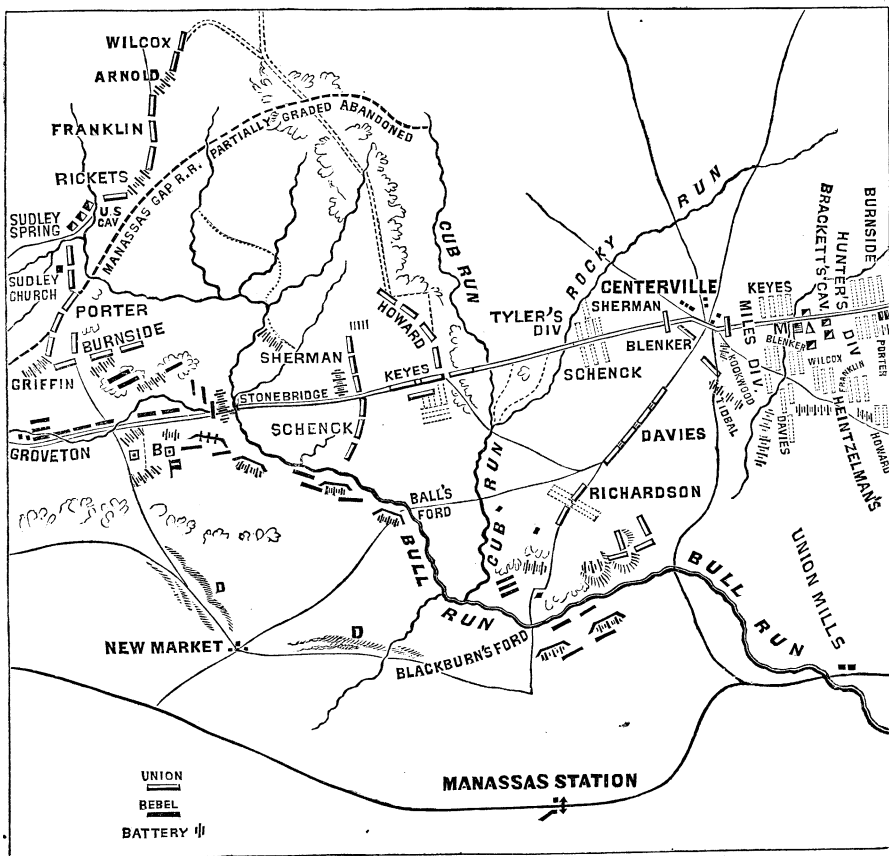 WILCOX
ARNOLD
FRANKLIN
RICKETS
U.S
CAV.
SUDLEY
SPRING
MANASSAS GAP R.R. PARTIALLY GRADED ABANDONED
SUDLEY
CHURCH
PORTER
BURNSIDE
GRIFFIN
GROVETON
STONEBRIDGE
SHERMAN
SCHENCK
HOWARD
KEYES
CUB RUN
TYLER'S
DIV
ROCKY RUN
CENTERVILLE
SHERMAN
BLENKER
SCHENCK
KEYES
BRACKETT'S CAV.
HUNTER'S DIV
BURNSIDE
MILES DIV.
M
BLENKER
WILCOX
FRANKLIN
PORTER
KOOKWOOD
TIDBAL
DAVIES
HEINTZELMAN'S
HOWARD
DAVIES
RICHARDSON
B
BALL'S
FORD
CUB RUN
BULL RUN
BULL RUN
UNION MILLS
D
D
NEW MARKET
BLACKBURN'S FORD
MANASSAS STATION
UNION
BEBEL
BATTERY